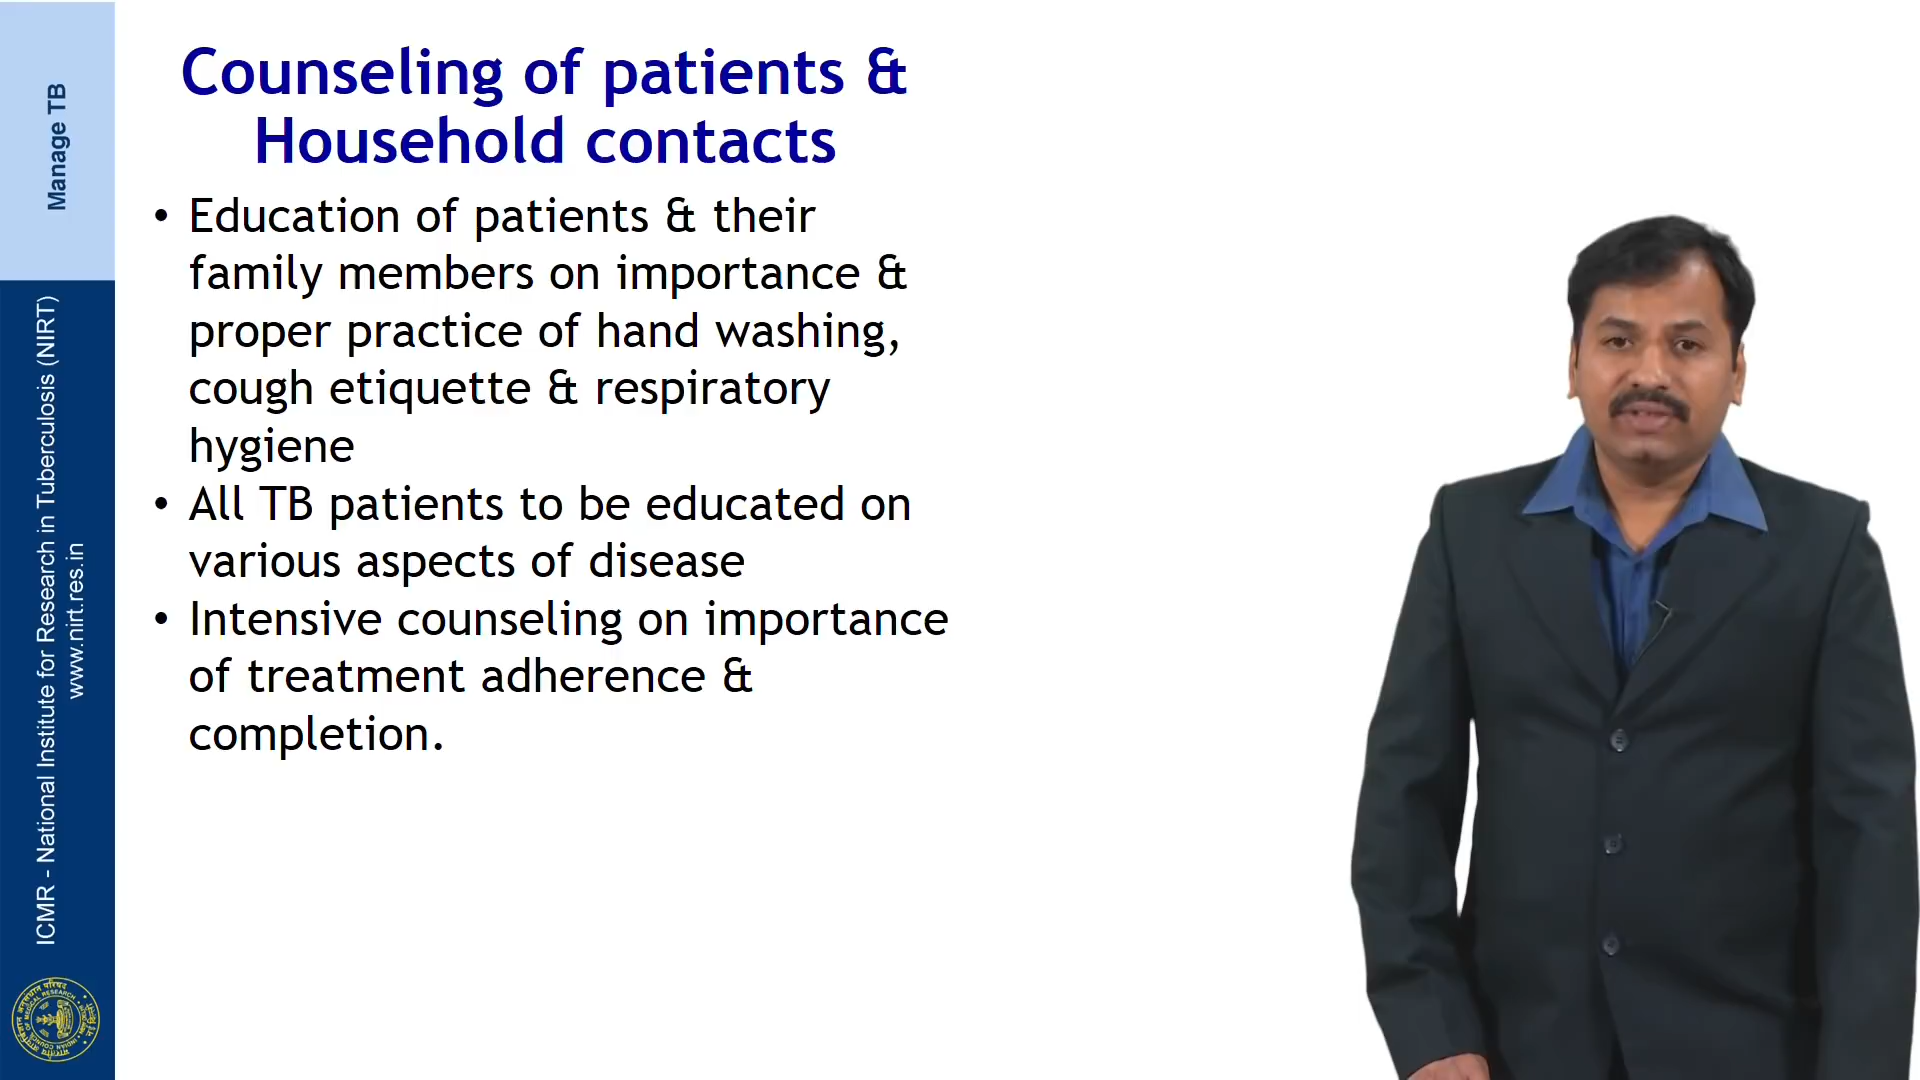 Manage TB
ICMR - National Institute for Research in Tuberculosis (NIRT)
www.nirt.res.in
Counseling of patients &
Household contacts
• Education of patients & their
family members on importance &
proper practice of hand washing,
cough etiquette & respiratory
hygiene
• All TB patients to be educated on
various aspects of disease
• Intensive counseling on importance
of treatment adherence &
completion.